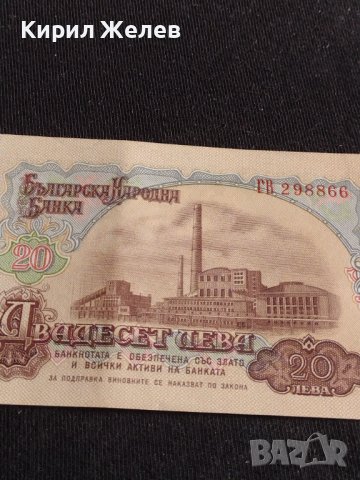 Кирил Желев
БЪЛГАРСКА НАРОДНА
БАНКА
ГВ 298866
20
ДВАДЕСЕТ ЛЕВА
БАНКНОТАТА Е ОБЕЗПЕЧЕНА СЪС ЗЛАТО
И ВСИЧКИ АКТИВИ НА БАНКАТА
ЗА ПОДПРАВКА ВИНОВНИТЕ СЕ НАКАЗВАТ ПО ЗАКОНА
20
ЛЕВА
BAZAR